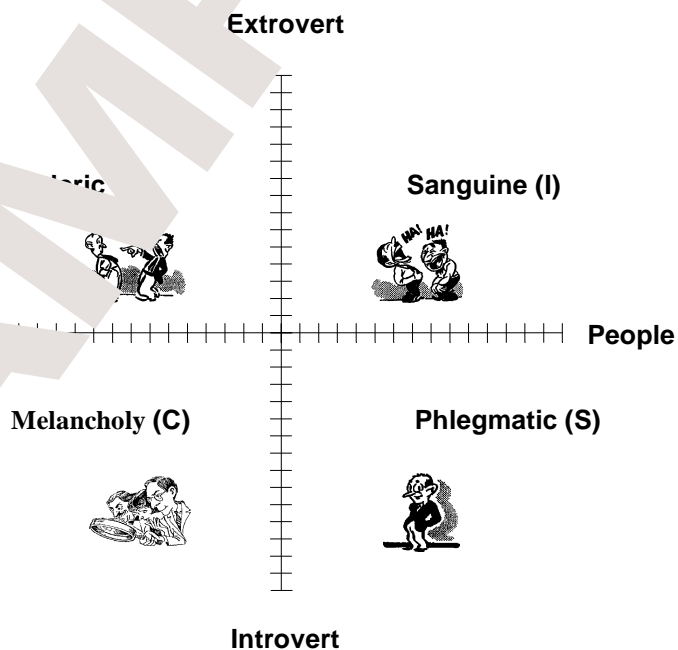 Extrovert
Sanguine (I)
HA! HA!
People
Melancholy (C)
Phlegmatic (S)
Introvert